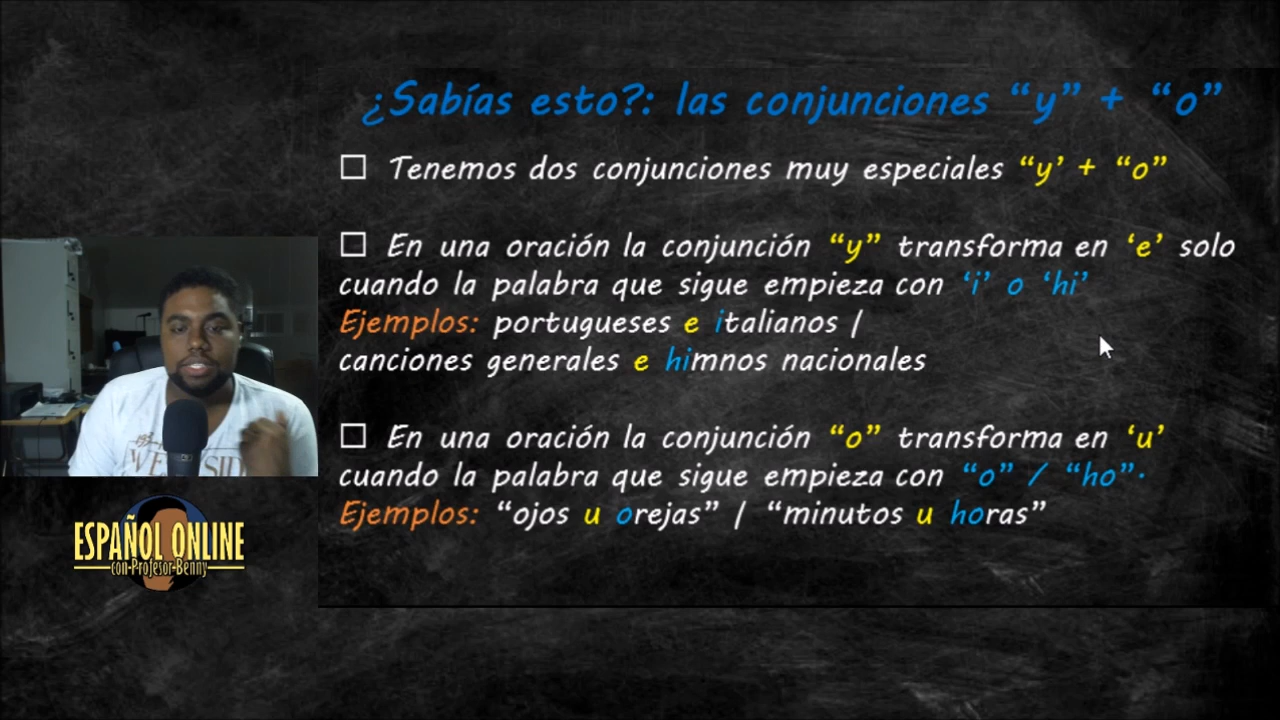 ¿Sabías esto?: las conjunciones “y” + “o”
☐ Tenemos dos conjunciones muy especiales “y’ + “o”
☐ En una oración la conjunción “y” transforma en ‘e’ solo
cuando la palabra que sigue empieza con ‘i’ o ‘hi’
Ejemplos: portugueses e italianos /
canciones generales e himnos nacionales
☐ En una oración la conjunción “o” transforma en ‘u’
cuando la palabra que sigue empieza con “o” / “ho”.
Ejemplos: “ojos u orejas” / “minutos u horas”
ESPAÑOL ONLINE
con Profesor Benny